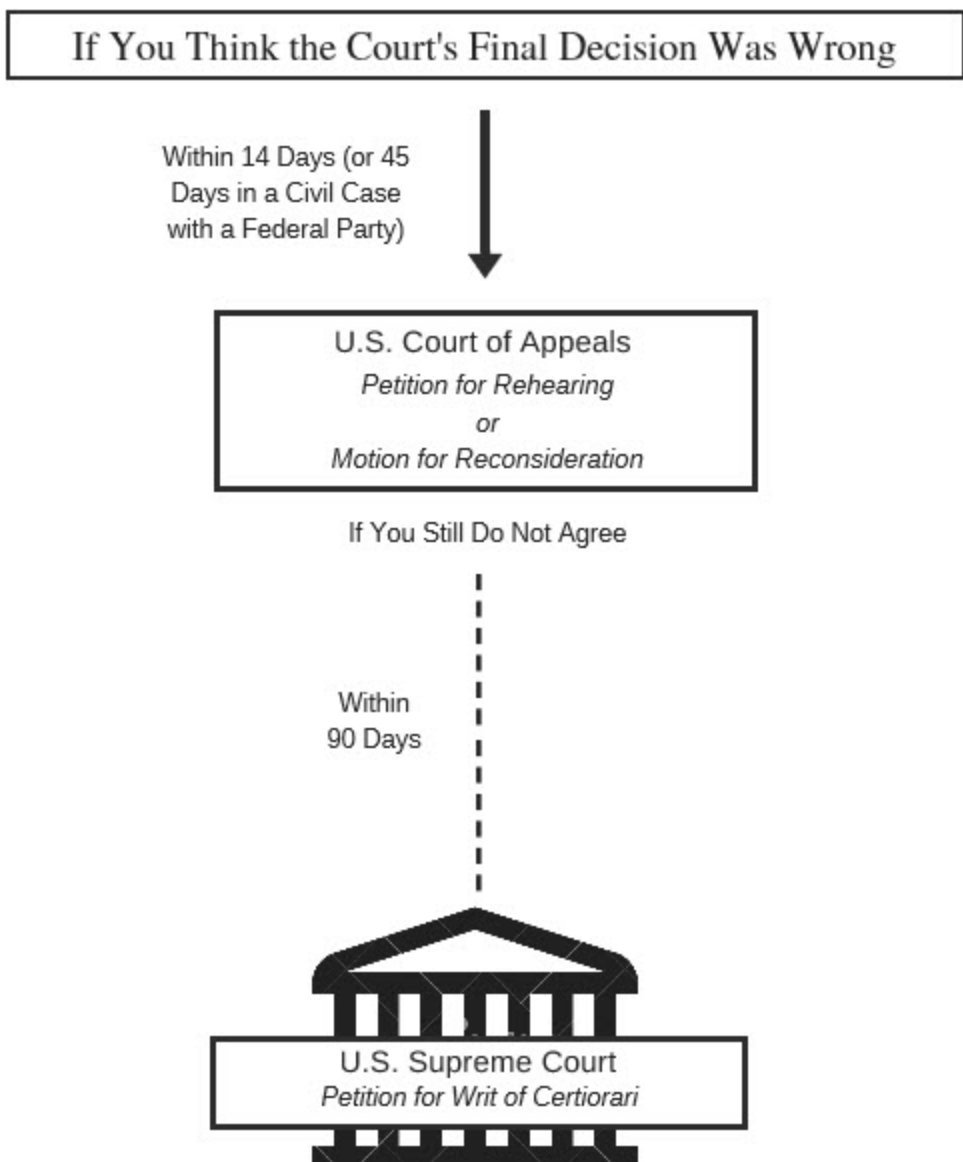 If You Think the Court's Final Decision Was Wrong
Within 14 Days (or 45
Days in a Civil Case
with a Federal Party)
U.S. Court of Appeals
Petition for Rehearing
or
Motion for Reconsideration
If You Still Do Not Agree
Within
90 Days
U.S. Supreme Court
Petition for Writ of Certiorari